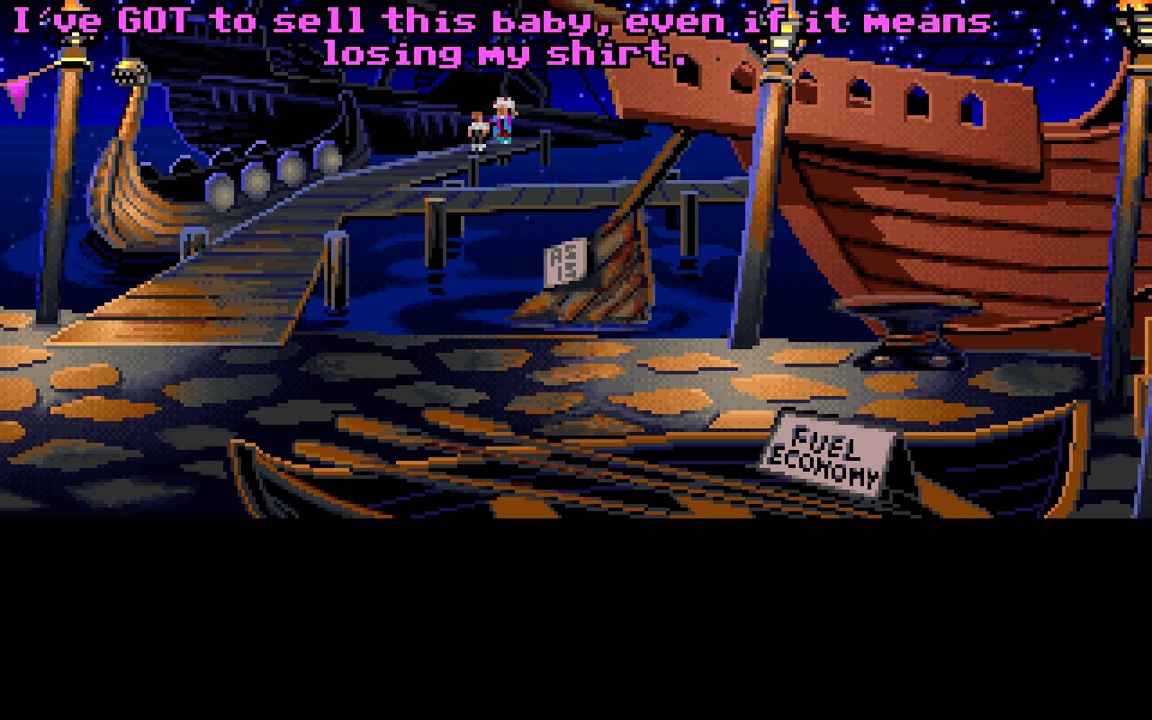 I've GOT to sell this baby, even if it means
losing my shirt.
AS
IS
FUEL
ECONOMY